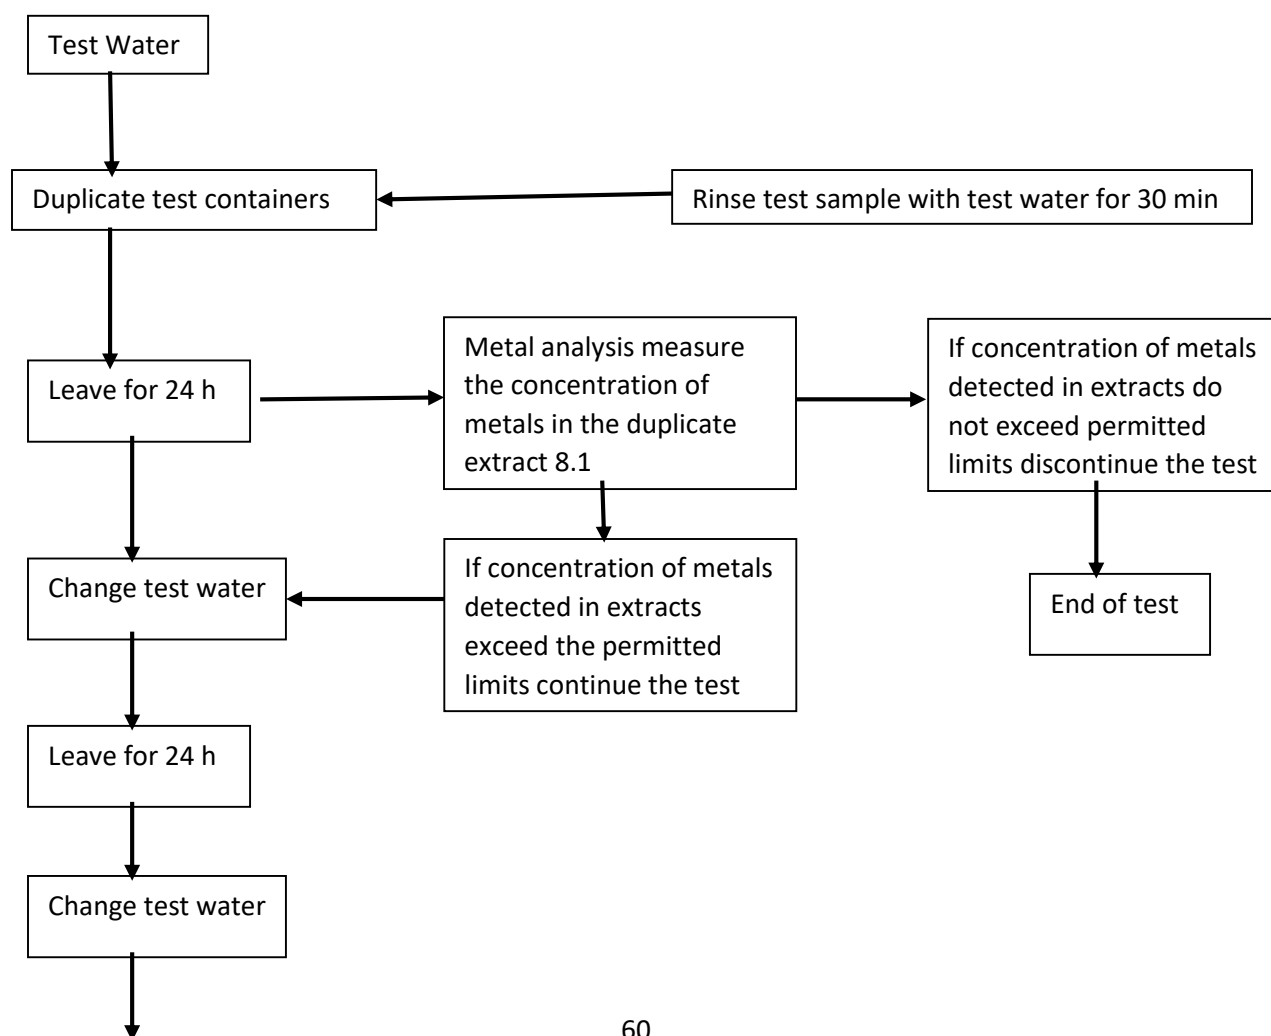 Test Water
Duplicate test containers
Rinse test sample with test water for 30 min
Leave for 24 h
Metal analysis measure
the concentration of
metals in the duplicate
extract 8.1
If concentration of metals
detected in extracts do
not exceed permitted
limits discontinue the test
Change test water
If concentration of metals
detected in extracts
exceed the permitted
limits continue the test
End of test
Leave for 24 h
Change test water
60